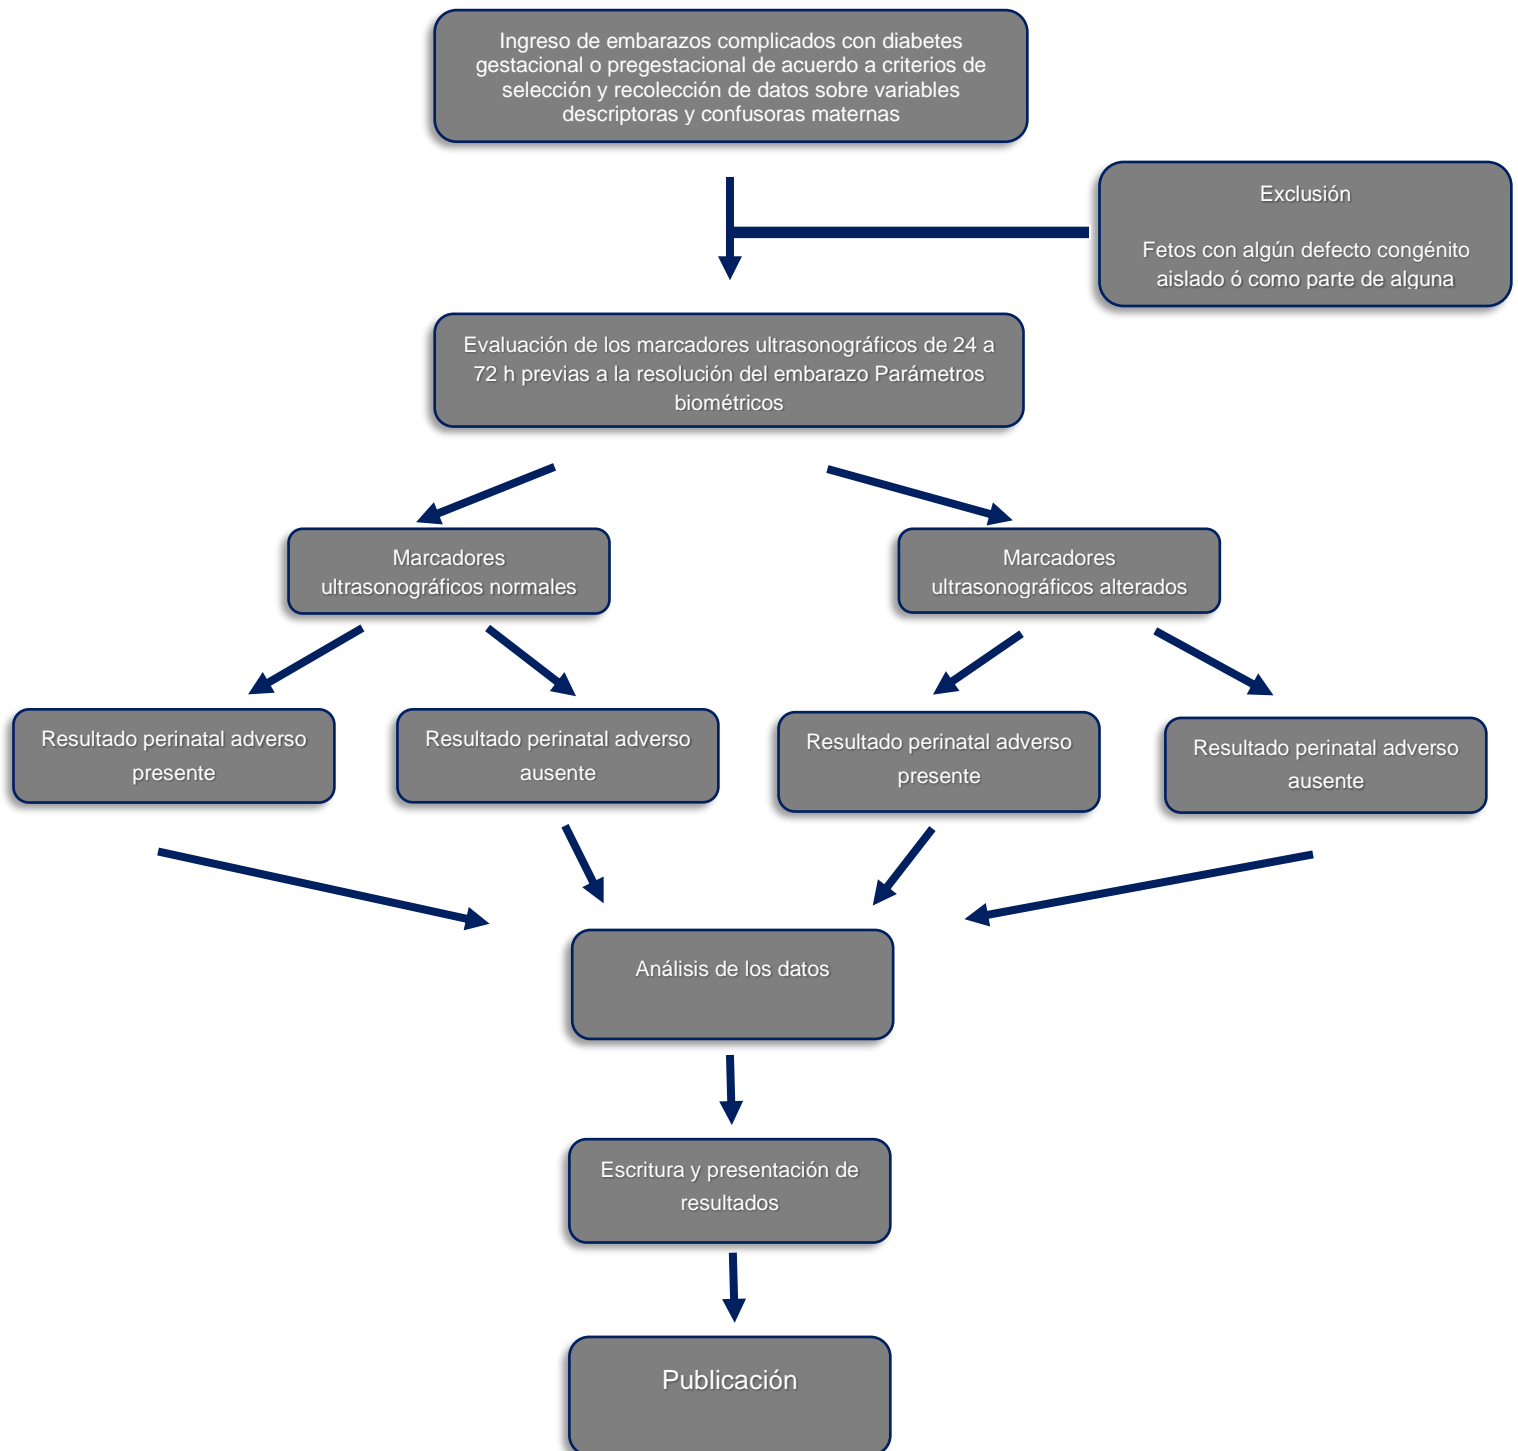 Ingreso de embarazos complicados con diabetes
gestacional o pregestacional de acuerdo a criterios de
selección y recolección de datos sobre variables
descriptoras y confusoras maternas
Exclusión
Fetos con algún defecto congénito
aislado ó como parte de alguna
Evaluación de los marcadores ultrasonográficos de 24 a
72 h previas a la resolución del embarazo Parámetros
biométricos
Marcadores
ultrasonográficos normales
Marcadores
ultrasonográficos alterados
Resultado perinatal adverso
presente
Resultado perinatal adverso
ausente
Resultado perinatal adverso
presente
Resultado perinatal adverso
ausente
Análisis de los datos
Escritura y presentación de
resultados
Publicación